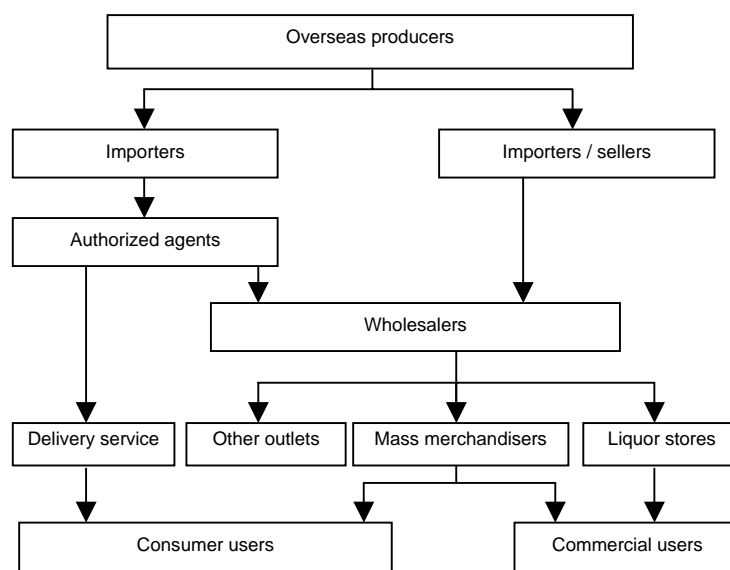 Overseas producers
Importers
Importers / sellers
Authorized agents
Wholesalers
Delivery service
Other outlets
Mass merchandisers
Liquor stores
Consumer users
Commercial users